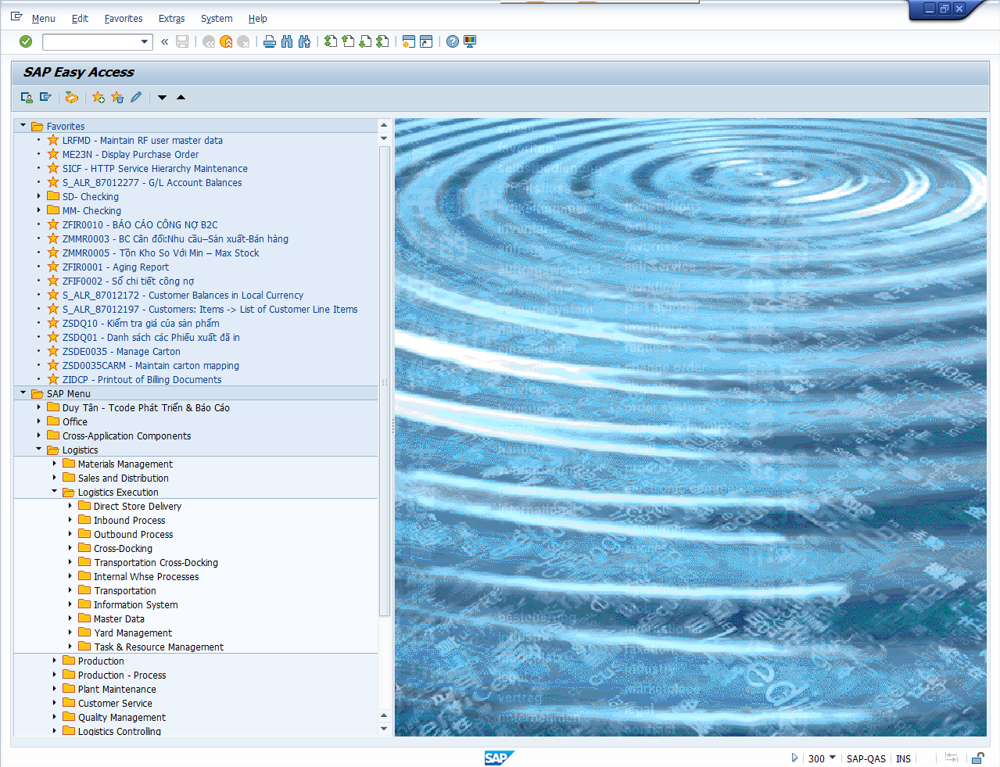 Menu Edit Favorites Extras System Help
SAP Easy Access
Favorites
LRFMD - Maintain RF user master data
ME23N - Display Purchase Order
SICF - HTTP Service Hierarchy Maintenance
S_ALR_87012277 - G/L Account Balances
SD- Checking
MM- Checking
ZFIR0010 - BÁO CÁO CÔNG NỢ B2C
ZMMR0003 - BC Cân đối:Nhu cầu–Sản xuất-Bán hàng
ZMMR0005 - Tồn Kho So Với Min – Max Stock
ZFIR0001 - Aging Report
ZFIF0002 - Sổ chi tiết công nợ
S_ALR_87012172 - Customer Balances in Local Currency
S_ALR_87012197 - Customers: Items -> List of Customer Line Items
ZSDQ10 - Kiểm tra giá của sản phẩm
ZSDQ01 - Danh sách các Phiếu xuất đã in
ZSDE0035 - Manage Carton
ZSD0035CARM - Maintain carton mapping
ZIDCP - Printout of Billing Documents
SAP Menu
Duy Tân - Tcode Phát Triển & Báo Cáo
Office
Cross-Application Components
Logistics
Materials Management
Sales and Distribution
Logistics Execution
Direct Store Delivery
Inbound Process
Outbound Process
Cross-Docking
Transportation Cross-Docking
Internal Whse Processes
Transportation
Information System
Master Data
Yard Management
Task & Resource Management
Production
Production - Process
Plant Maintenance
Customer Service
Quality Management
Logistics Controlling
SAP
300 SAP-QAS INS